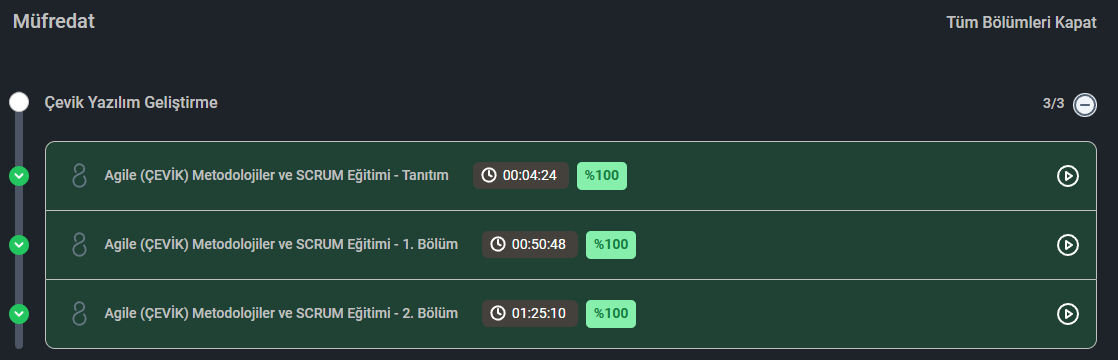 Müfredat
Tüm Bölümleri Kapat
Çevik Yazılım Geliştirme
3/3
Agile (ÇEVİK) Metodolojiler ve SCRUM Eğitimi - Tanıtım 00:04:24 %100
Agile (ÇEVİK) Metodolojiler ve SCRUM Eğitimi - 1. Bölüm 00:50:48 %100
Agile (ÇEVİK) Metodolojiler ve SCRUM Eğitimi - 2. Bölüm 01:25:10 %100